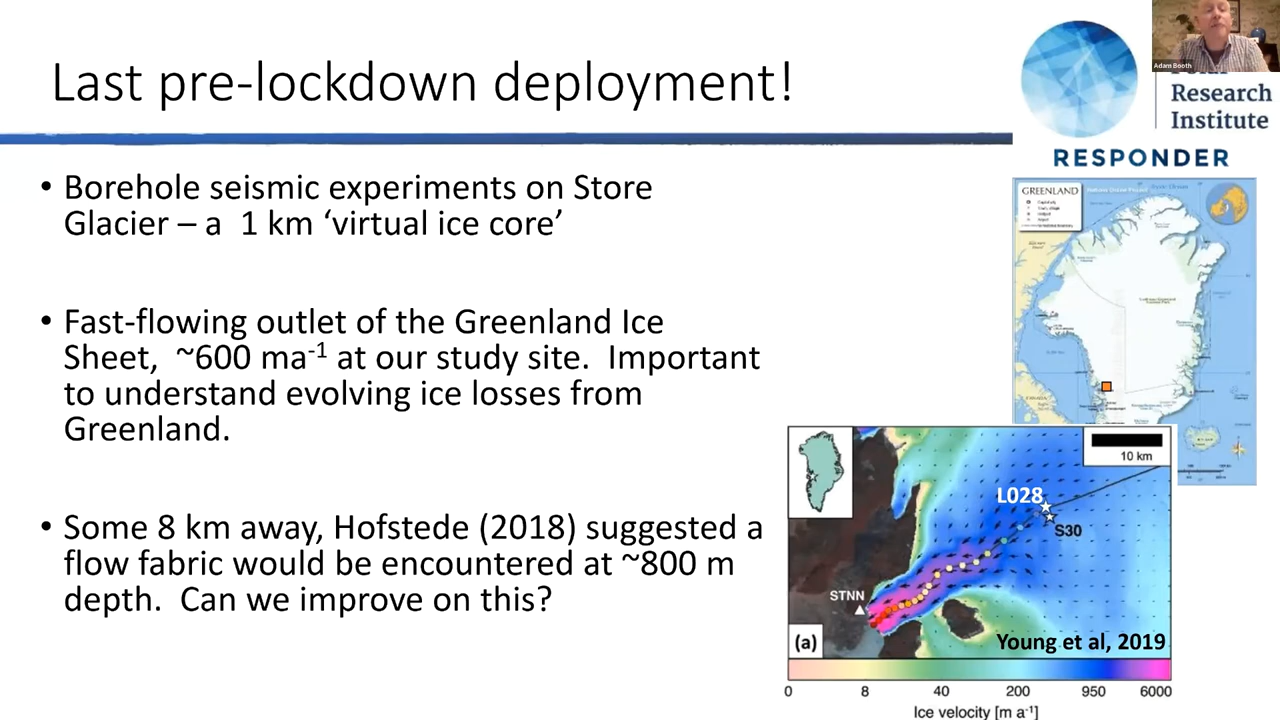 Last pre-lockdown deployment!
Adam Booth
Research
Institute
RESPONDER
• Borehole seismic experiments on Store
Glacier – a 1 km ‘virtual ice core’
• Fast-flowing outlet of the Greenland Ice
Sheet, ~600 ma⁻¹ at our study site. Important
to understand evolving ice losses from
Greenland.
• Some 8 km away, Hofstede (2018) suggested a
flow fabric would be encountered at ~800 m
depth. Can we improve on this?
GREENLAND
10 km
L028
S30
STNN
(a)
Young et al, 2019
0 8 40 200 950 6000
Ice velocity [m a⁻¹]